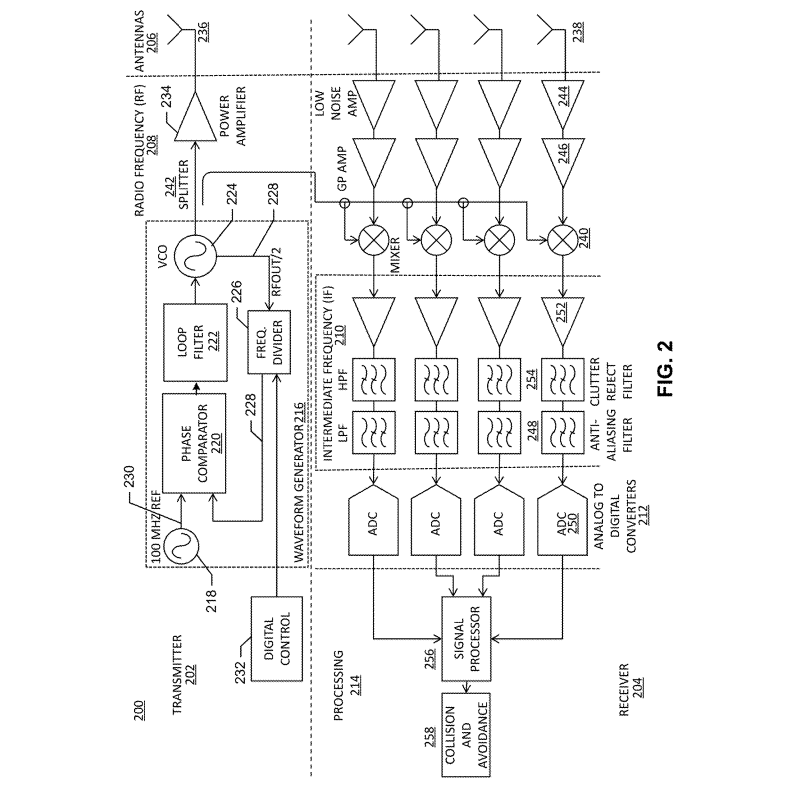 200
TRANSMITTER
202
232
DIGITAL
CONTROL
218
230
100 MHZ/REF
PHASE
COMPARATOR
220
228
LOOP
FILTER
222
226
FREQ.
DIVIDER
WAVEFORM GENERATOR216
VCO
224
228
RFOUT/2
RADIO FREQUENCY (RF)
208
242
SPLITTER
234
POWER
AMPLIFIER
ANTENNAS
206
236
PROCESSING
214
258
COLLISION
AND
AVOIDANCE
256
SIGNAL
PROCESSOR
RECEIVER
204
ADC
ADC
ADC
ADC
250
ANALOG TO
DIGITAL
CONVERTERS
212
INTERMEDIATE FREQUENCY (IF)
210
LPF
HPF
248
254
252
ANTI-
ALIASING
FILTER
CLUTTER
REJECT
FILTER
MIXER
240
GP AMP
246
LOW
NOISE
AMP
244
238
FIG. 2